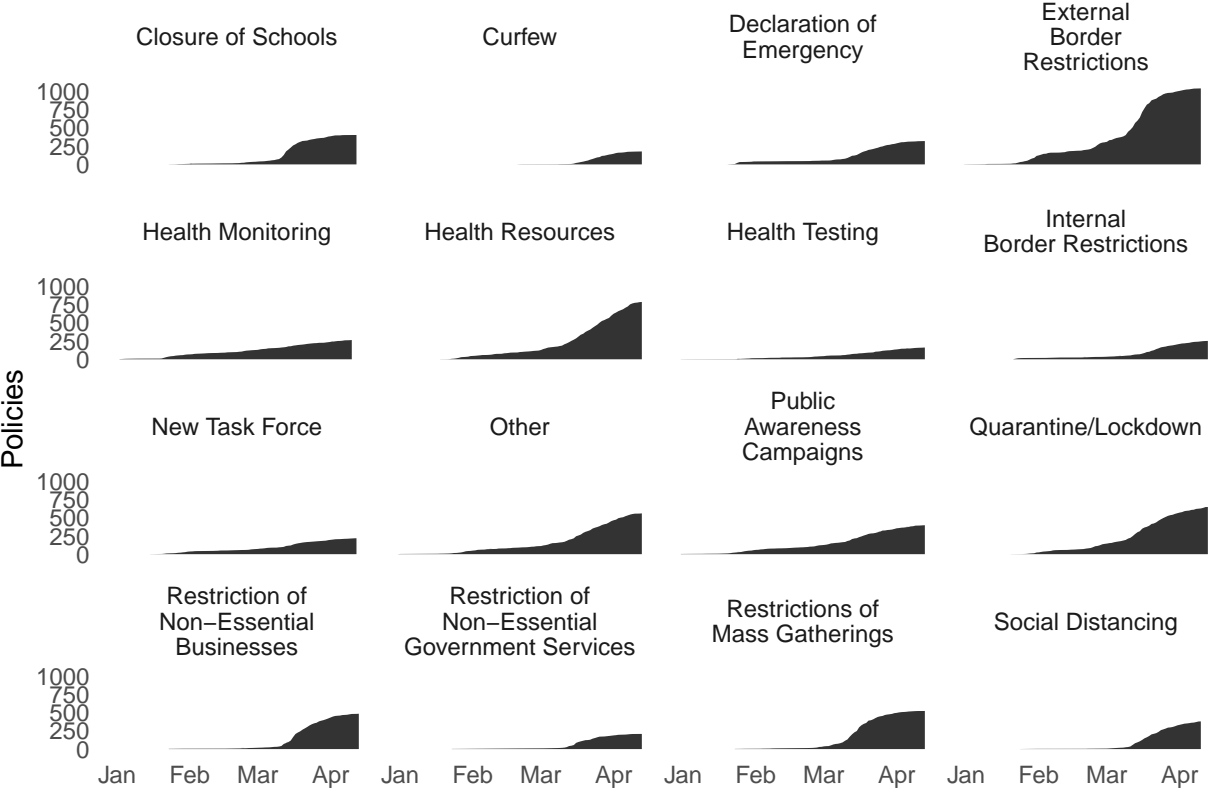 Closure of Schools
Curfew
Declaration of
Emergency
External
Border
Restrictions
1000
750
500
250
0
Health Monitoring
Health Resources
Health Testing
Internal
Border Restrictions
1000
750
500
250
0
Policies
New Task Force
Other
Public
Awareness
Campaigns
Quarantine/Lockdown
1000
750
500
250
0
Restriction of
Non−Essential
Businesses
Restriction of
Non−Essential
Government Services
Restrictions of
Mass Gatherings
Social Distancing
1000
750
500
250
0
Jan Feb Mar Apr Jan Feb Mar Apr Jan Feb Mar Apr Jan Feb Mar Apr